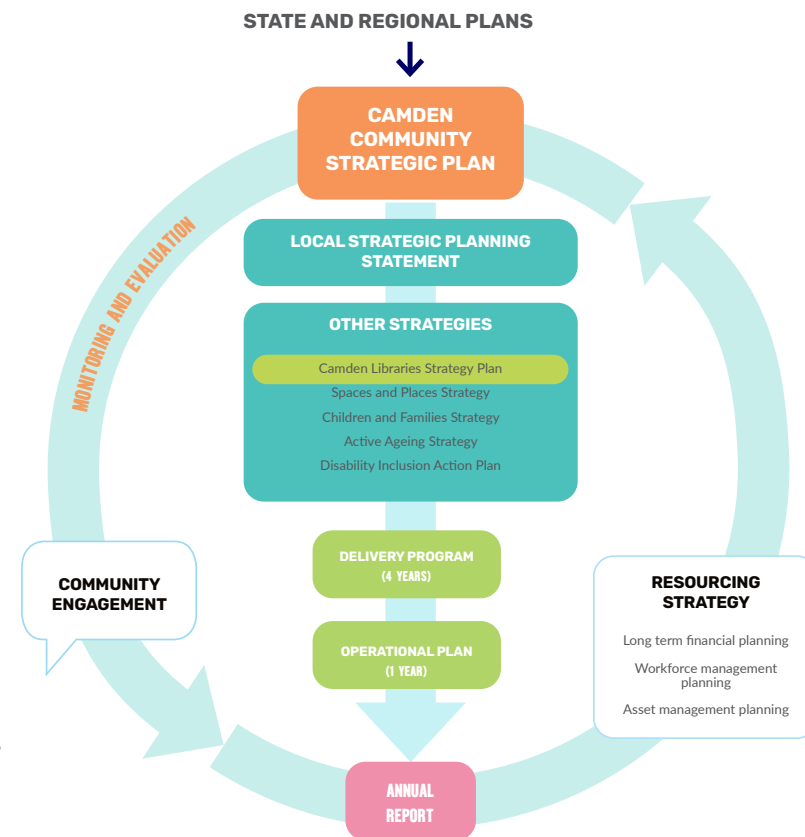 STATE AND REGIONAL PLANS
CAMDEN
COMMUNITY
STRATEGIC PLAN
MONITORING AND EVALUATION
LOCAL STRATEGIC PLANNING
STATEMENT
OTHER STRATEGIES
Camden Libraries Strategy Plan
Spaces and Places Strategy
Children and Families Strategy
Active Ageing Strategy
Disability Inclusion Action Plan
COMMUNITY
ENGAGEMENT
DELIVERY PROGRAM
(4 YEARS)
OPERATIONAL PLAN
(1 YEAR)
RESOURCING
STRATEGY
Long term financial planning
Workforce management
planning
Asset management planning
ANNUAL
REPORT